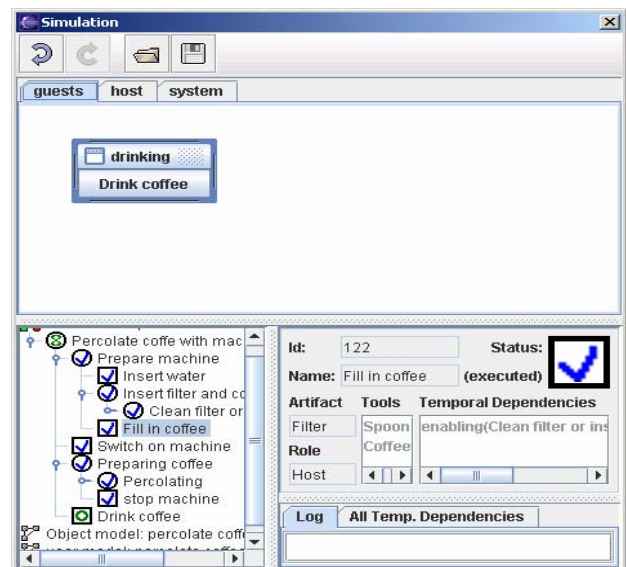 Simulation
guests host system
drinking
Drink coffee
Percolate coffe with mac
Prepare machine
Insert water
Insert filter and co
Clean filter or
Fill in coffee
Switch on machine
Preparing coffee
Percolating
stop machine
Drink coffee
Object model: percolate coff
Id: 122 Status:
Name: Fill in coffee (executed)
Artifact Tools Temporal Dependencies
Filter Spoon enabling(Clean filter or ins
Role Coffee
Host
Log All Temp. Dependencies